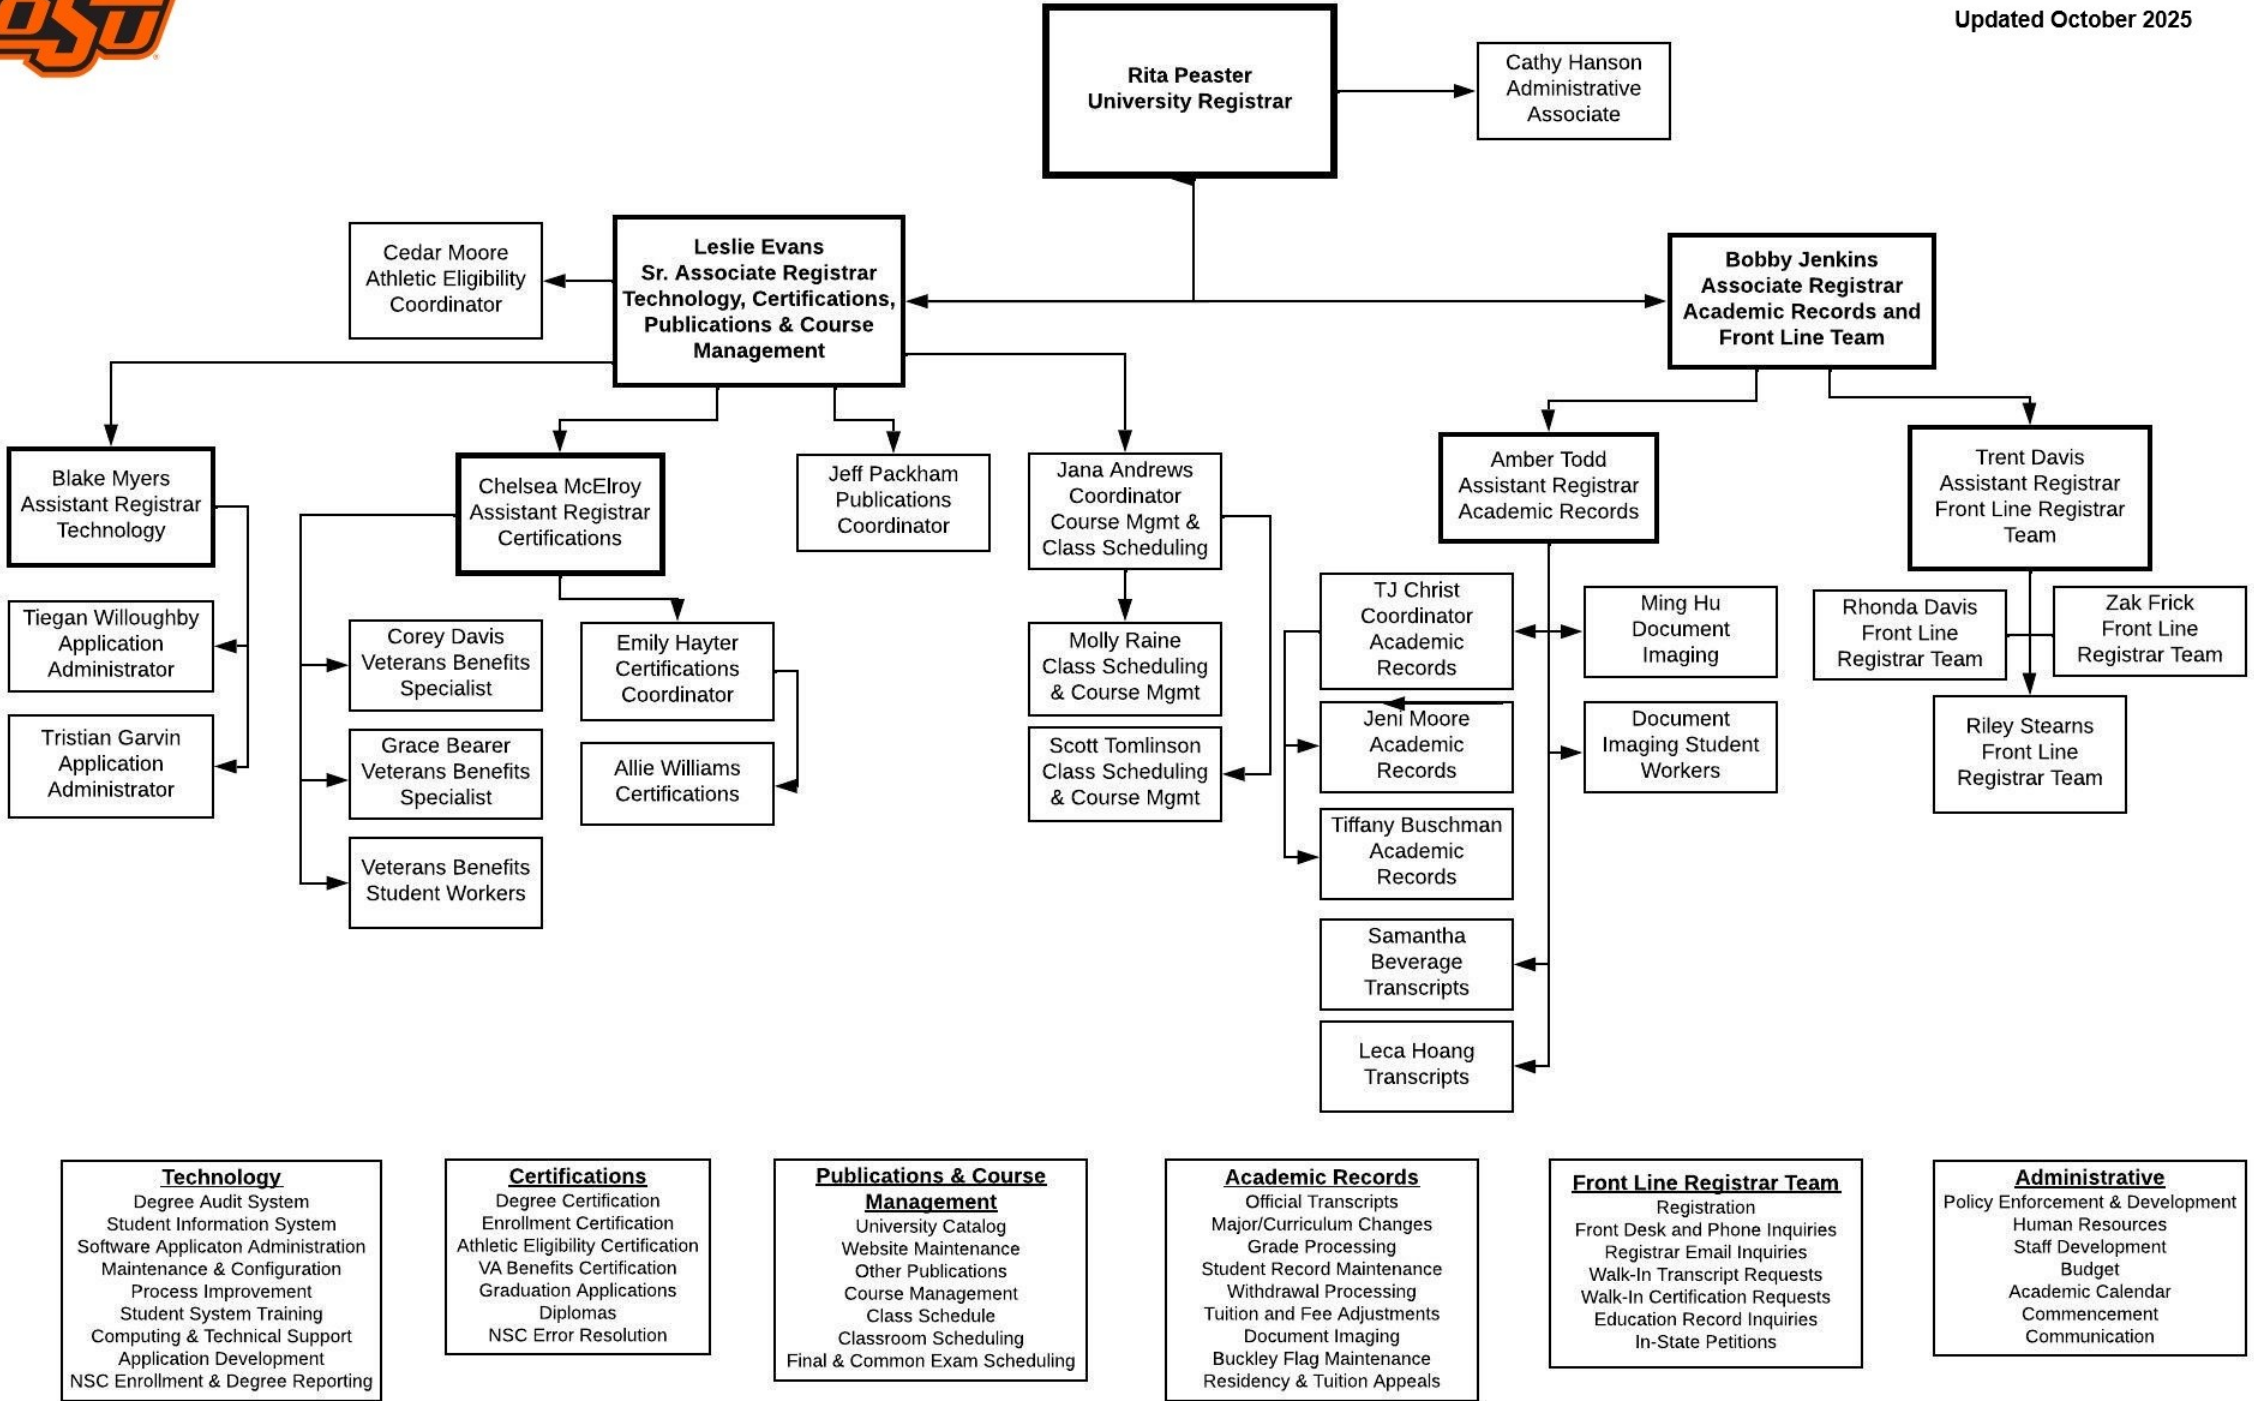 OSU
Updated October 2025
Rita Peaster
University Registrar
Cathy Hanson
Administrative
Associate
Cedar Moore
Athletic Eligibility
Coordinator
Leslie Evans
Sr. Associate Registrar
Technology, Certifications,
Publications & Course
Management
Bobby Jenkins
Associate Registrar
Academic Records and
Front Line Team
Blake Myers
Assistant Registrar
Technology
Chelsea McElroy
Assistant Registrar
Certifications
Jeff Packham
Publications
Coordinator
Jana Andrews
Coordinator
Course Mgmt &
Class Scheduling
Amber Todd
Assistant Registrar
Academic Records
Trent Davis
Assistant Registrar
Front Line Registrar
Team
Tiegan Willoughby
Application
Administrator
Tristian Garvin
Application
Administrator
Corey Davis
Veterans Benefits
Specialist
Grace Bearer
Veterans Benefits
Specialist
Veterans Benefits
Student Workers
Emily Hayter
Certifications
Coordinator
Allie Williams
Certifications
Molly Raine
Class Scheduling
& Course Mgmt
Scott Tomlinson
Class Scheduling
& Course Mgmt
TJ Christ
Coordinator
Academic
Records
Jeni Moore
Academic
Records
Tiffany Buschman
Academic
Records
Samantha
Beverage
Transcripts
Leca Hoang
Transcripts
Ming Hu
Document
Imaging
Document
Imaging Student
Workers
Rhonda Davis
Front Line
Registrar Team
Zak Frick
Front Line
Registrar Team
Riley Stearns
Front Line
Registrar Team
Technology
Degree Audit System
Student Information System
Software Applicaton Administration
Maintenance & Configuration
Process Improvement
Student System Training
Computing & Technical Support
Application Development
NSC Enrollment & Degree Reporting
Certifications
Degree Certification
Enrollment Certification
Athletic Eligibility Certification
VA Benefits Certification
Graduation Applications
Diplomas
NSC Error Resolution
Publications & Course
Management
University Catalog
Website Maintenance
Other Publications
Course Management
Class Schedule
Classroom Scheduling
Final & Common Exam Scheduling
Academic Records
Official Transcripts
Major/Curriculum Changes
Grade Processing
Student Record Maintenance
Withdrawal Processing
Tuition and Fee Adjustments
Document Imaging
Buckley Flag Maintenance
Residency & Tuition Appeals
Front Line Registrar Team
Registration
Front Desk and Phone Inquiries
Registrar Email Inquiries
Walk-In Transcript Requests
Walk-In Certification Requests
Education Record Inquiries
In-State Petitions
Administrative
Policy Enforcement & Development
Human Resources
Staff Development
Budget
Academic Calendar
Commencement
Communication